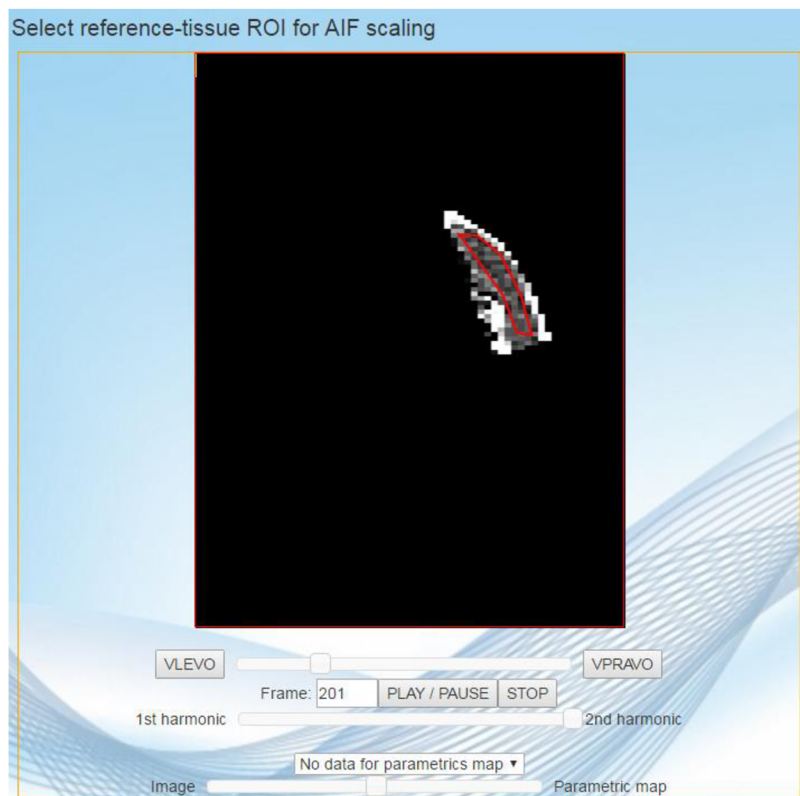 Select reference-tissue ROI for AIF scaling
VLEVO VPRAVO
Frame: 201 PLAY / PAUSE STOP
1st harmonic 2nd harmonic
No data for parametrics map
Image Parametric map